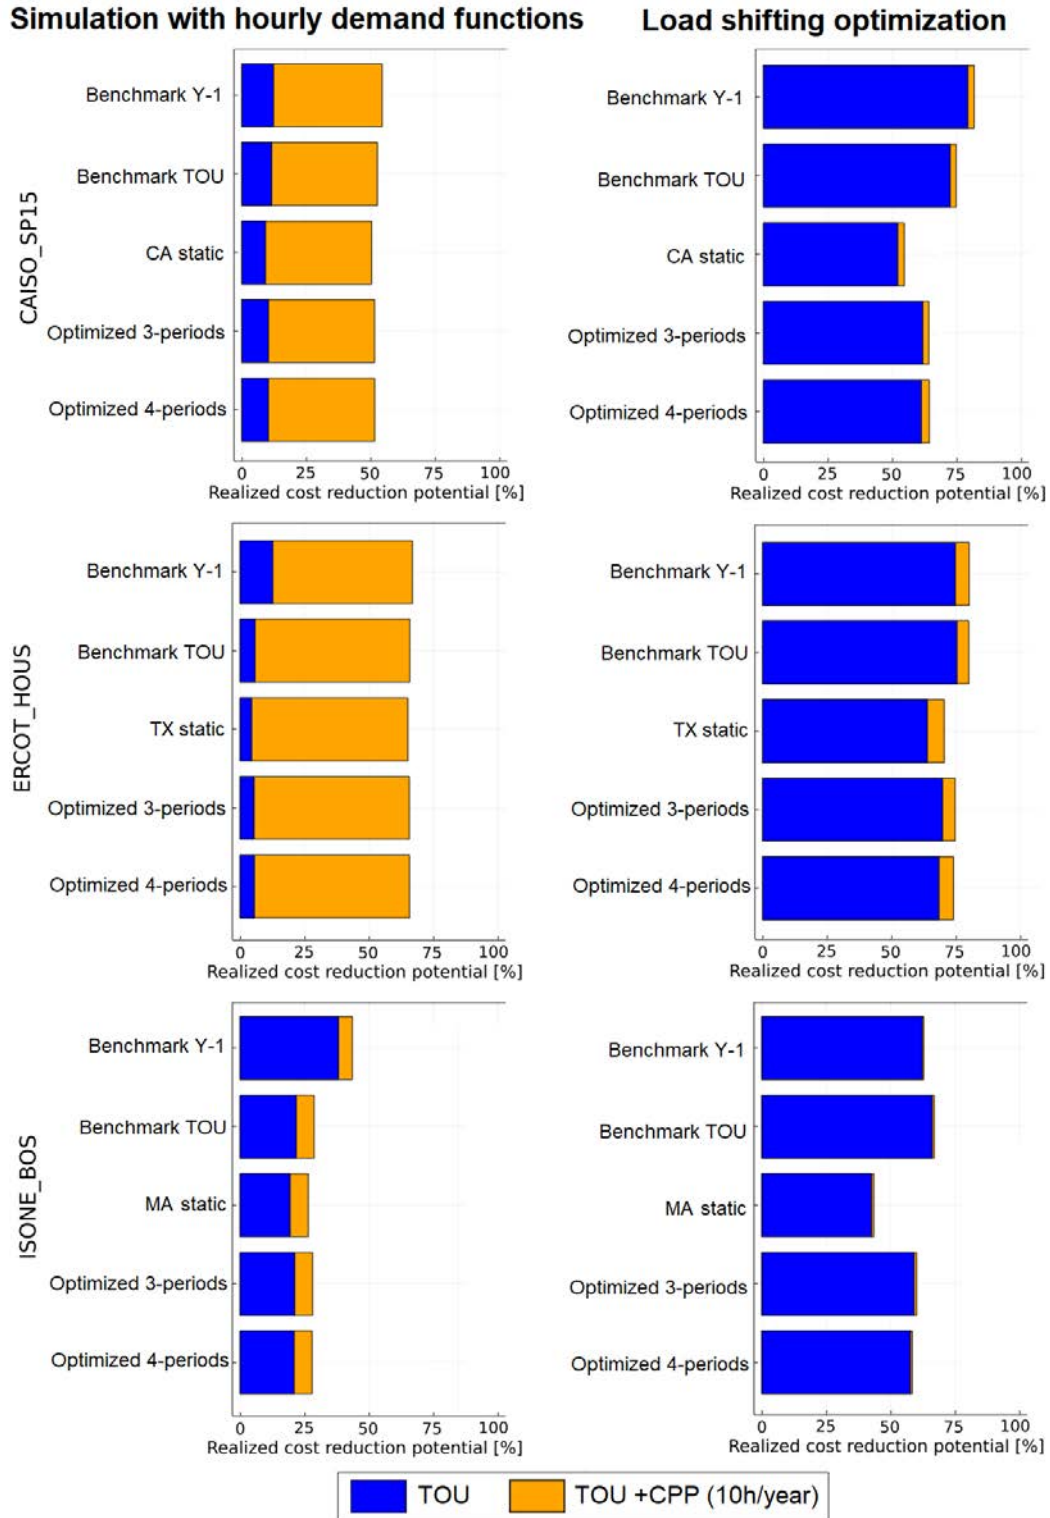 Simulation with hourly demand functions
Load shifting optimization
CAISO_SP15
Benchmark Y-1
Benchmark TOU
CA static
Optimized 3-periods
Optimized 4-periods
0 25 50 75 100
Realized cost reduction potential [%]
Benchmark Y-1
Benchmark TOU
CA static
Optimized 3-periods
Optimized 4-periods
0 25 50 75 100
Realized cost reduction potential [%]
ERCOT_HOUS
Benchmark Y-1
Benchmark TOU
TX static
Optimized 3-periods
Optimized 4-periods
0 25 50 75 100
Realized cost reduction potential [%]
Benchmark Y-1
Benchmark TOU
TX static
Optimized 3-periods
Optimized 4-periods
0 25 50 75 100
Realized cost reduction potential [%]
ISONE_BOS
Benchmark Y-1
Benchmark TOU
MA static
Optimized 3-periods
Optimized 4-periods
0 25 50 75 100
Realized cost reduction potential [%]
Benchmark Y-1
Benchmark TOU
MA static
Optimized 3-periods
Optimized 4-periods
0 25 50 75 100
Realized cost reduction potential [%]
TOU
TOU +CPP (10h/year)